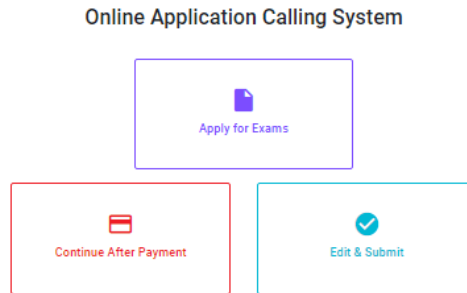 Online Application Calling System
Apply for Exams
Continue After Payment
Edit & Submit